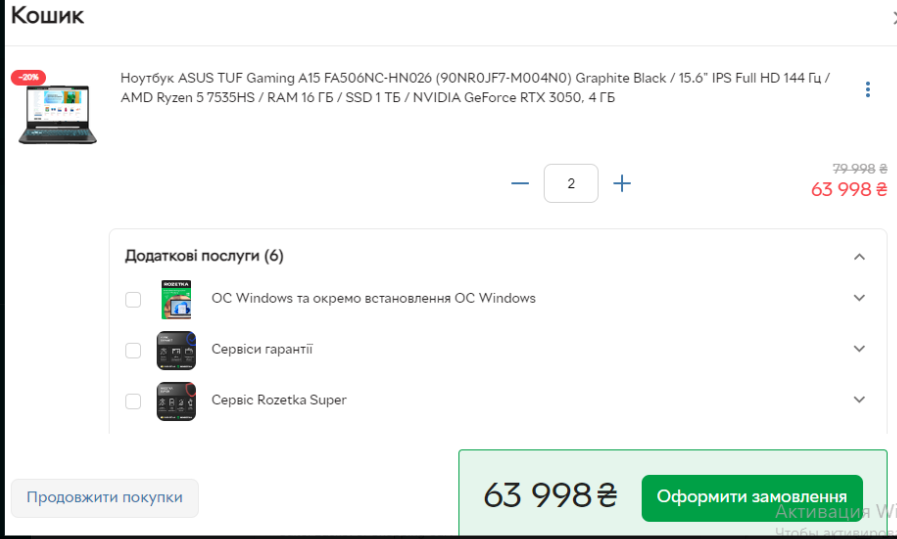 Кошик
-20%
Ноутбук ASUS TUF Gaming A15 FA506NC-HN026 (90NR0JF7-M004N0) Graphite Black / 15.6" IPS Full HD 144 Гц /
AMD Ryzen 5 7535HS / RAM 16 ГБ / SSD 1 ТБ / NVIDIA GeForce RTX 3050, 4 ГБ
79 998 ₴
2
63 998 ₴
Додаткові послуги (6)
ROZETKA
ОС Windows та окремо встановлення ОС Windows
Сервіси гарантії
Сервіс Rozetka Super
Продовжити покупки
63 998 ₴
Оформити замовлення
Активация Wi
Чтобы активирова